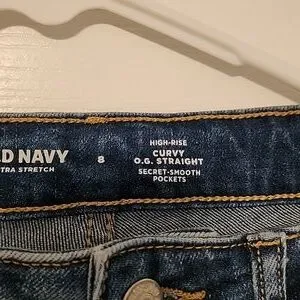 .D NAVY
TRA STRETCH
8
HIGH-RISE
CURVY
O.G. STRAIGHT
SECRET-SMOOTH
POCKETS